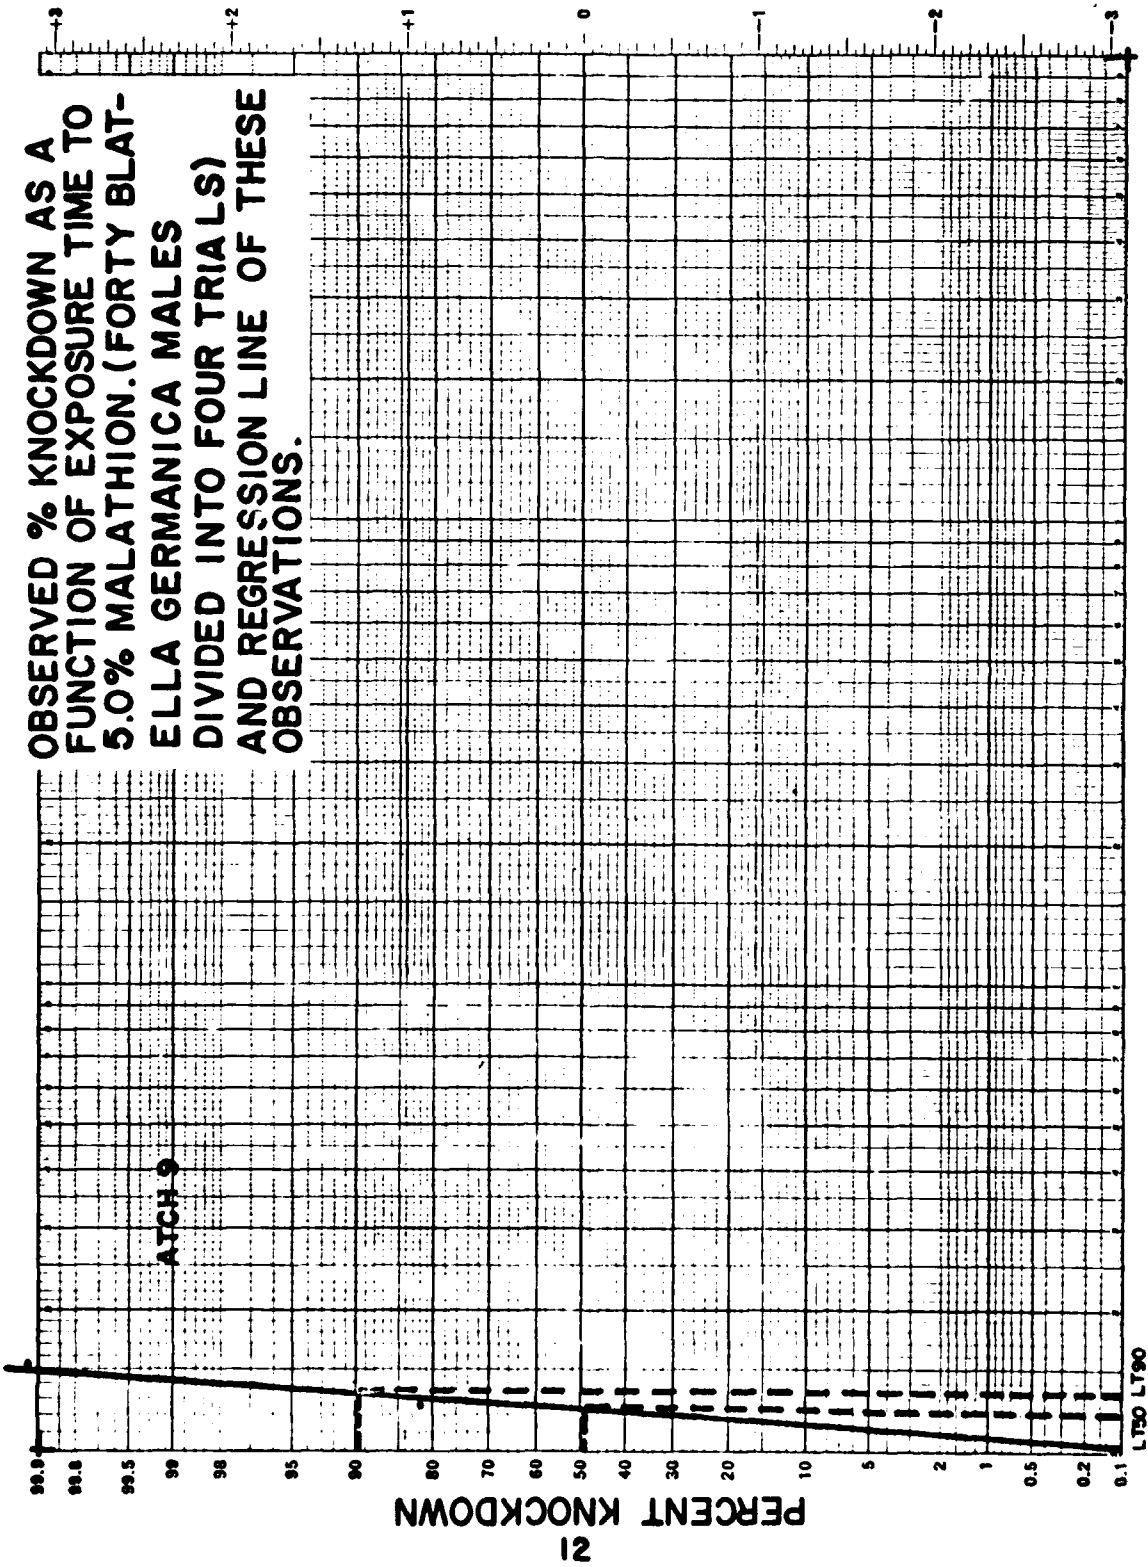 OBSERVED % KNOCKDOWN AS A
FUNCTION OF EXPOSURE TIME TO
5.0% MALATHION. (FORTY BLAT-
ELLA GERMANICA MALES
DIVIDED INTO FOUR TRIALS)
AND REGRESSION LINE OF THESE
OBSERVATIONS.
ATCH 9
+3
+2
+1
0
-1
-2
-3
99.9
99.8
99.5
99
98
95
90
80
70
60
50
40
30
20
10
5
2
1
0.5
0.2
0.1
PERCENT KNOCKDOWN
LT50 LT90
12